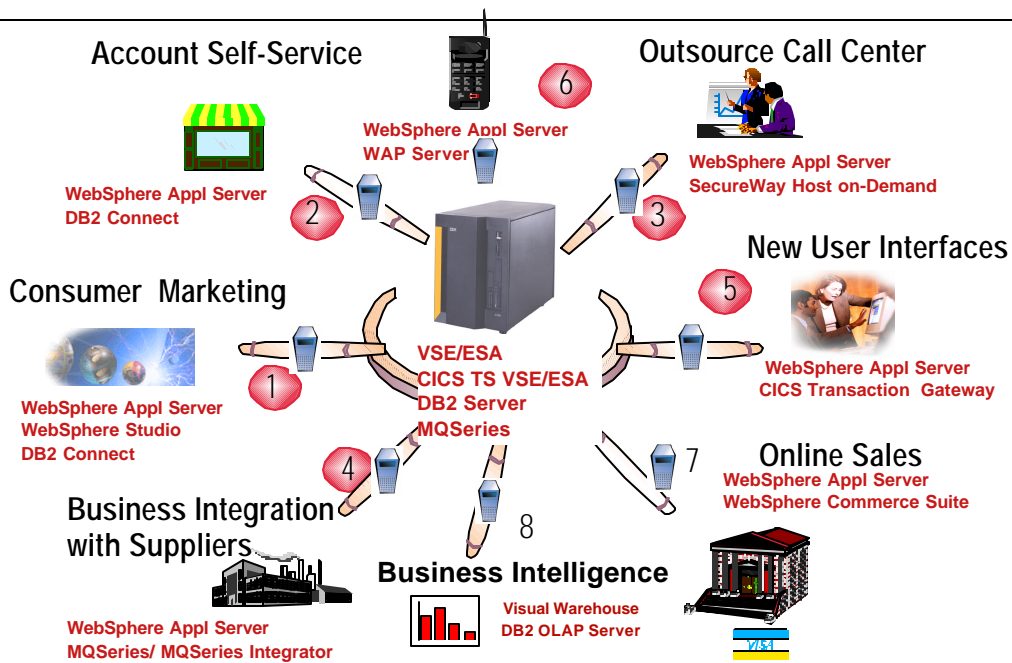 Account Self-Service
Outsource Call Center
6
WebSphere Appl Server
WAP Server
WebSphere Appl Server
SecureWay Host on-Demand
WebSphere Appl Server
DB2 Connect
2
3
IBM
New User Interfaces
5
Consumer Marketing
WebSphere Appl Server
CICS Transaction Gateway
1
VSE/ESA
CICS TS VSE/ESA
DB2 Server
MQSeries
WebSphere Appl Server
WebSphere Studio
DB2 Connect
4
7
Online Sales
WebSphere Appl Server
WebSphere Commerce Suite
Business Integration
with Suppliers
8
Business Intelligence
Visual Warehouse
DB2 OLAP Server
WebSphere Appl Server
MQSeries/ MQSeries Integrator
VISA